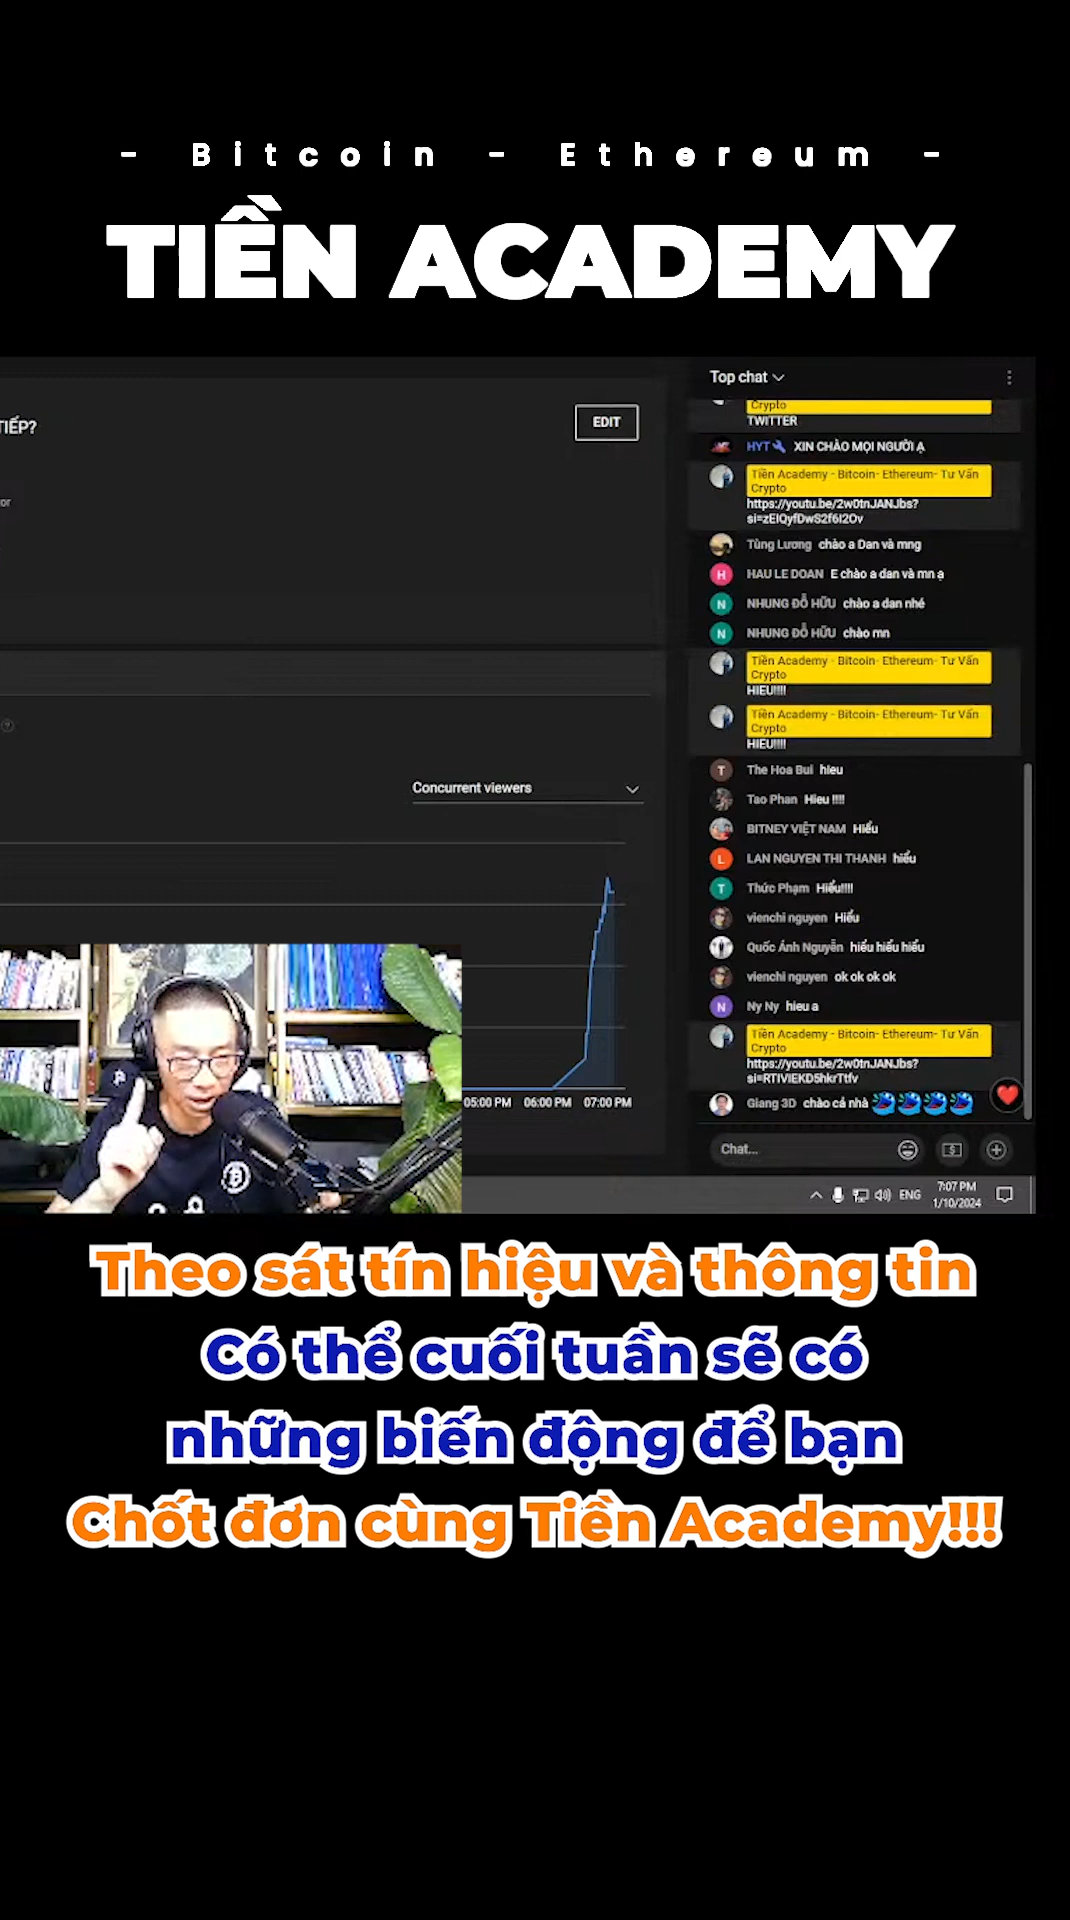 - Bitcoin - Ethereum -
TIỀN ACADEMY
TIẾP?
EDIT
or
Concurrent viewers
05:00 PM 06:00 PM 07:00 PM
Top chat
Crypto
TWITTER
HYT XIN CHÀO MỌI NGƯỜI Ạ
Tiền Academy - Bitcoin- Ethereum- Tư Vấn
Crypto
https://youtu.be/2w0tnJANJbs?
si=zEIQyfDwS2f6I2Ov
Tùng Lương chào a Dan và mng
HAU LE DOAN E chào a dan và mn ạ
NHUNG ĐỖ HỮU chào a dan nhé
NHUNG ĐỖ HỮU chào mn
Tiền Academy - Bitcoin- Ethereum- Tư Vấn
Crypto
HIEU!!!!
Tiền Academy - Bitcoin- Ethereum- Tư Vấn
Crypto
HIEU!!!!
The Hoa Bui hieu
Tao Phan Hieu !!!!
BITNEY VIỆT NAM Hiểu
LAN NGUYEN THI THANH hiểu
Thức Phạm Hiểu!!!!
vienchi nguyen Hiểu
Quốc Ánh Nguyễn hiểu hiểu hiểu
vienchi nguyen ok ok ok ok
Ny Ny hieu a
Tiền Academy - Bitcoin- Ethereum- Tư Vấn
Crypto
https://youtu.be/2w0tnJANJbs?
si=RTIViEKD5hkrTtfv
Giang 3D chào cả nhà
Chat...
ENG
7:07 PM
1/10/2024
Theo sát tín hiệu và thông tin
Có thể cuối tuần sẽ có
những biến động để bạn
Chốt đơn cùng Tiền Academy!!!